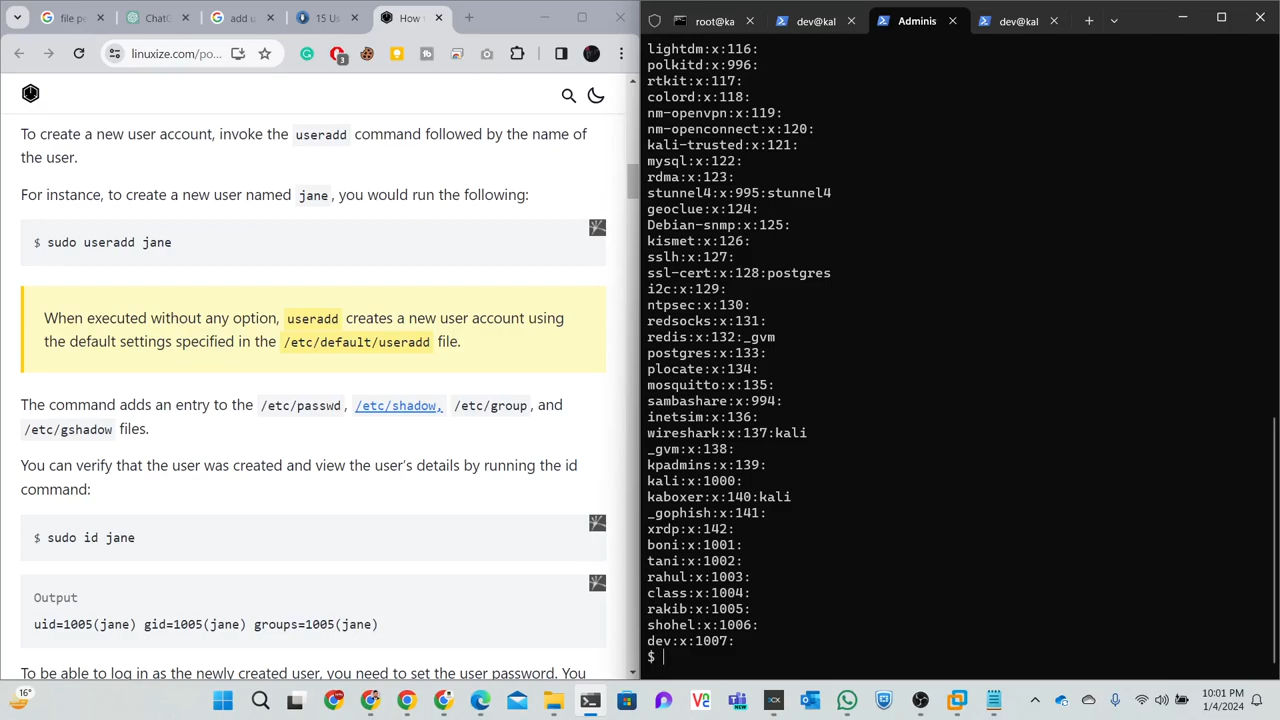 file pe
ChatG
add u
15 Us
How t
linuxize.com/po...
3
To create a new user account, invoke the useradd command followed by the name of
the user.
For instance, to create a new user named jane, you would run the following:
$ sudo useradd jane
When executed without any option, useradd creates a new user account using
the default settings specified in the /etc/default/useradd file.
The command adds an entry to the /etc/passwd, /etc/shadow, /etc/group, and
/etc/gshadow files.
You can verify that the user was created and view the user's details by running the id
command:
$ sudo id jane
Output
uid=1005(jane) gid=1005(jane) groups=1005(jane)
To be able to log in as the newly created user, you need to set the user password. You
root@ka
dev@kal
Adminis
dev@kal
lightdm:x:116:
polkitd:x:996:
rtkit:x:117:
colord:x:118:
nm-openvpn:x:119:
nm-openconnect:x:120:
kali-trusted:x:121:
mysql:x:122:
rdma:x:123:
stunnel4:x:995:stunnel4
geoclue:x:124:
Debian-snmp:x:125:
kismet:x:126:
sslh:x:127:
ssl-cert:x:128:postgres
i2c:x:129:
ntpsec:x:130:
redsocks:x:131:
redis:x:132:_gvm
postgres:x:133:
plocate:x:134:
mosquitto:x:135:
sambashare:x:994:
inetsim:x:136:
wireshark:x:137:kali
_gvm:x:138:
kpadmins:x:139:
kali:x:1000:
kaboxer:x:140:kali
_gophish:x:141:
xrdp:x:142:
boni:x:1001:
tani:x:1002:
rahul:x:1003:
class:x:1004:
rakib:x:1005:
shohel:x:1006:
dev:x:1007:
$
16°
10:01 PM
1/4/2024